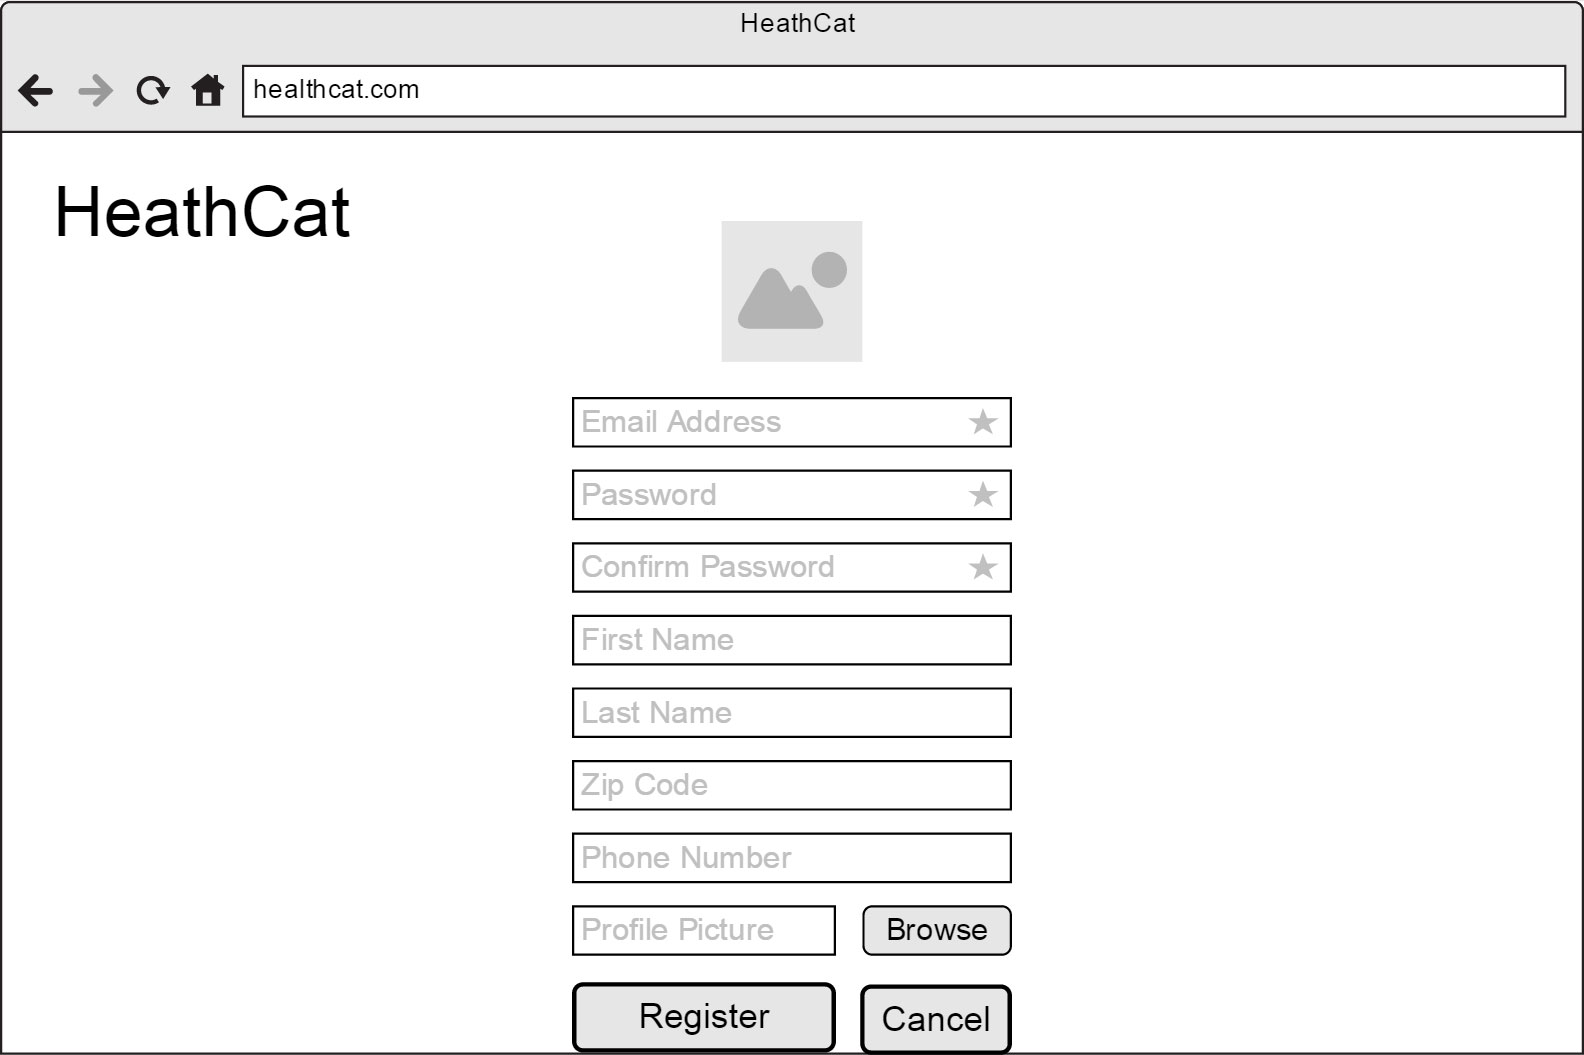 HeathCat
healthcat.com
HeathCat
Email Address
Password
Confirm Password
First Name
Last Name
Zip Code
Phone Number
Profile Picture Browse
Register Cancel